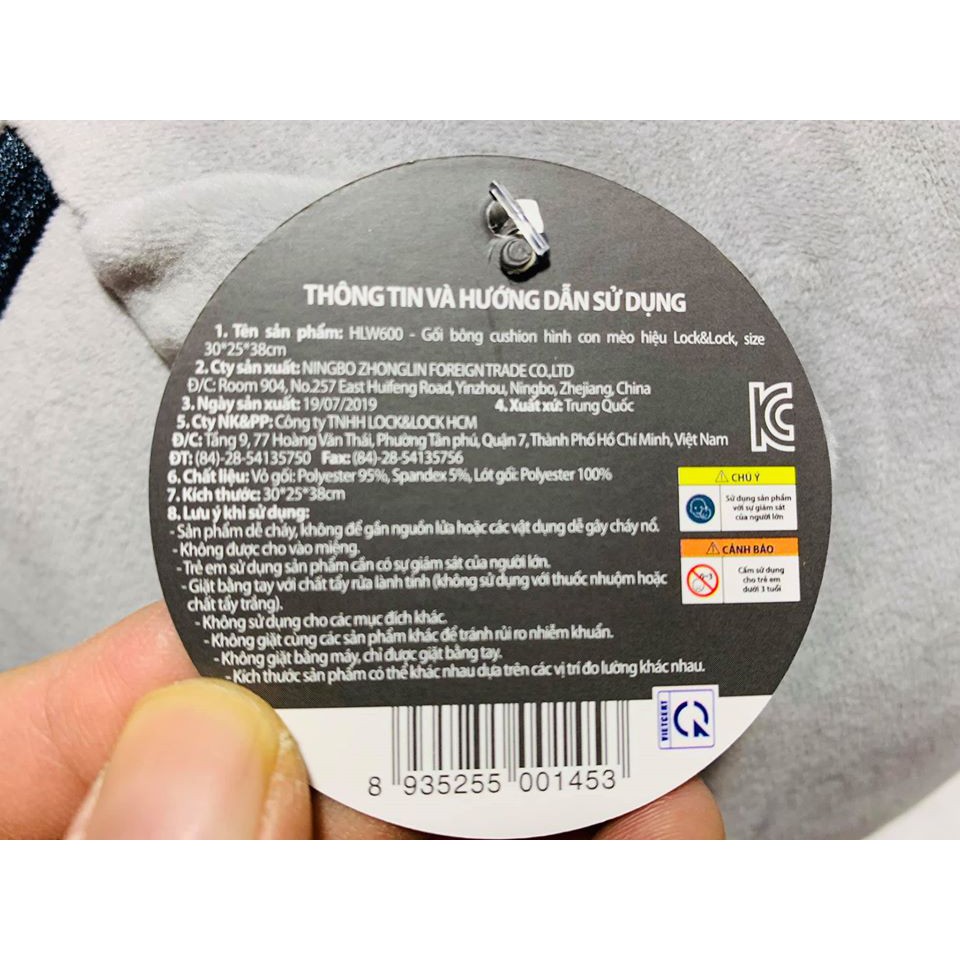 THÔNG TIN VÀ HƯỚNG DẪN SỬ DỤNG
1. Tên sản phẩm: HLW600 - Gối bông cushion hình con mèo hiệu Lock&Lock, size
30*25*38cm
2. Cty sản xuất: NINGBO ZHONGLIN FOREIGN TRADE CO.,LTD
Đ/C: Room 904, No.257 East Huifeng Road, Yinzhou, Ningbo, Zhejiang, China
3. Ngày sản xuất: 19/07/2019 4. Xuất xứ: Trung Quốc
5. Cty NK&PP: Công ty TNHH LOCK&LOCK HCM
Đ/C: Tầng 9, 77 Hoàng Văn Thái, Phường Tân phú, Quận 7, Thành Phố Hồ Chí Minh, Việt Nam
ĐT: (84)-28-54135750 Fax: (84)-28-54135756
6. Chất liệu: Vỏ gối: Polyester 95%, Spandex 5%, Lót gối: Polyester 100%
7. Kích thước: 30*25*38cm
8. Lưu ý khi sử dụng:
- Sản phẩm dễ cháy, không để gần nguồn lửa hoặc các vật dụng dễ gây cháy nổ.
- Không được cho vào miệng.
- Trẻ em sử dụng sản phẩm cần có sự giám sát của người lớn.
- Giặt bằng tay với chất tẩy rửa lành tính (không sử dụng với thuốc nhuộm hoặc
chất tẩy trắng).
- Không sử dụng cho các mục đích khác.
- Không giặt cùng các sản phẩm khác để tránh rủi ro nhiễm khuẩn.
- Không giặt bằng máy, chỉ được giặt bằng tay.
- Kích thước sản phẩm có thể khác nhau dựa trên các vị trí đo lường khác nhau.
KC
CHÚ Ý
Sử dụng sản phẩm
với sự giám sát
của người lớn
CẢNH BÁO
0-3
Cấm sử dụng
cho trẻ em
dưới 3 tuổi
VIETCERT
8 935255 001453